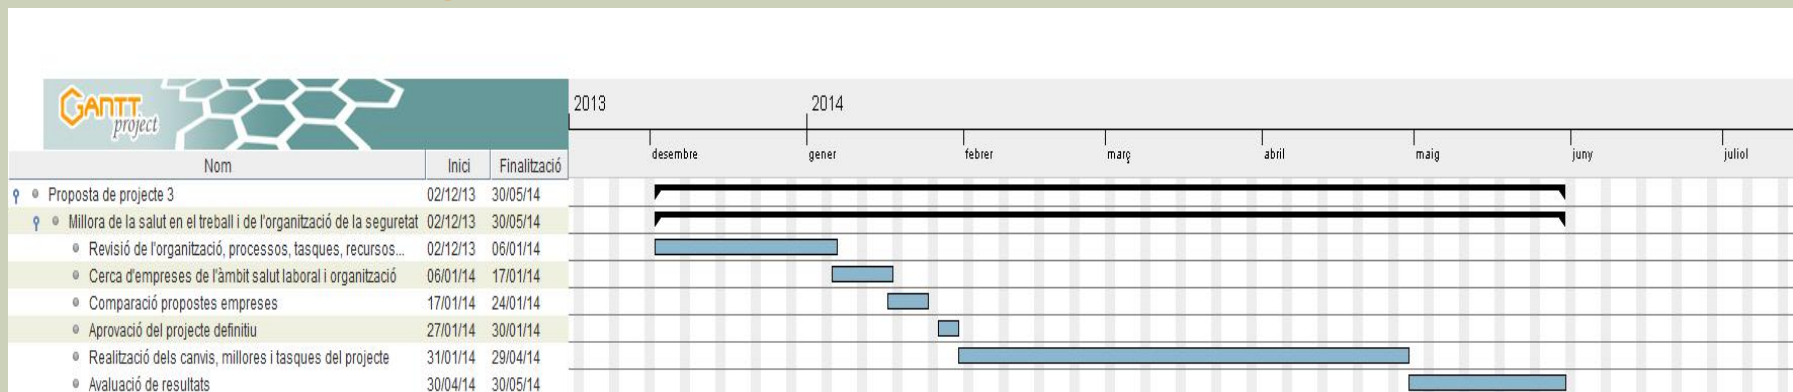 GANTT
project
2013 2014
desembre gener febrer març abril maig juny juliol
Nom Inici Finalització
Proposta de projecte 3 02/12/13 30/05/14
Millora de la salut en el treball i de l'organització de la seguretat 02/12/13 30/05/14
Revisió de l'organització, processos, tasques, recursos... 02/12/13 06/01/14
Cerca d'empreses de l'àmbit salut laboral i organització 06/01/14 17/01/14
Comparació propostes empreses 17/01/14 24/01/14
Aprovació del projecte definitiu 27/01/14 30/01/14
Realització dels canvis, millores i tasques del projecte 31/01/14 29/04/14
Avaluació de resultats 30/04/14 30/05/14